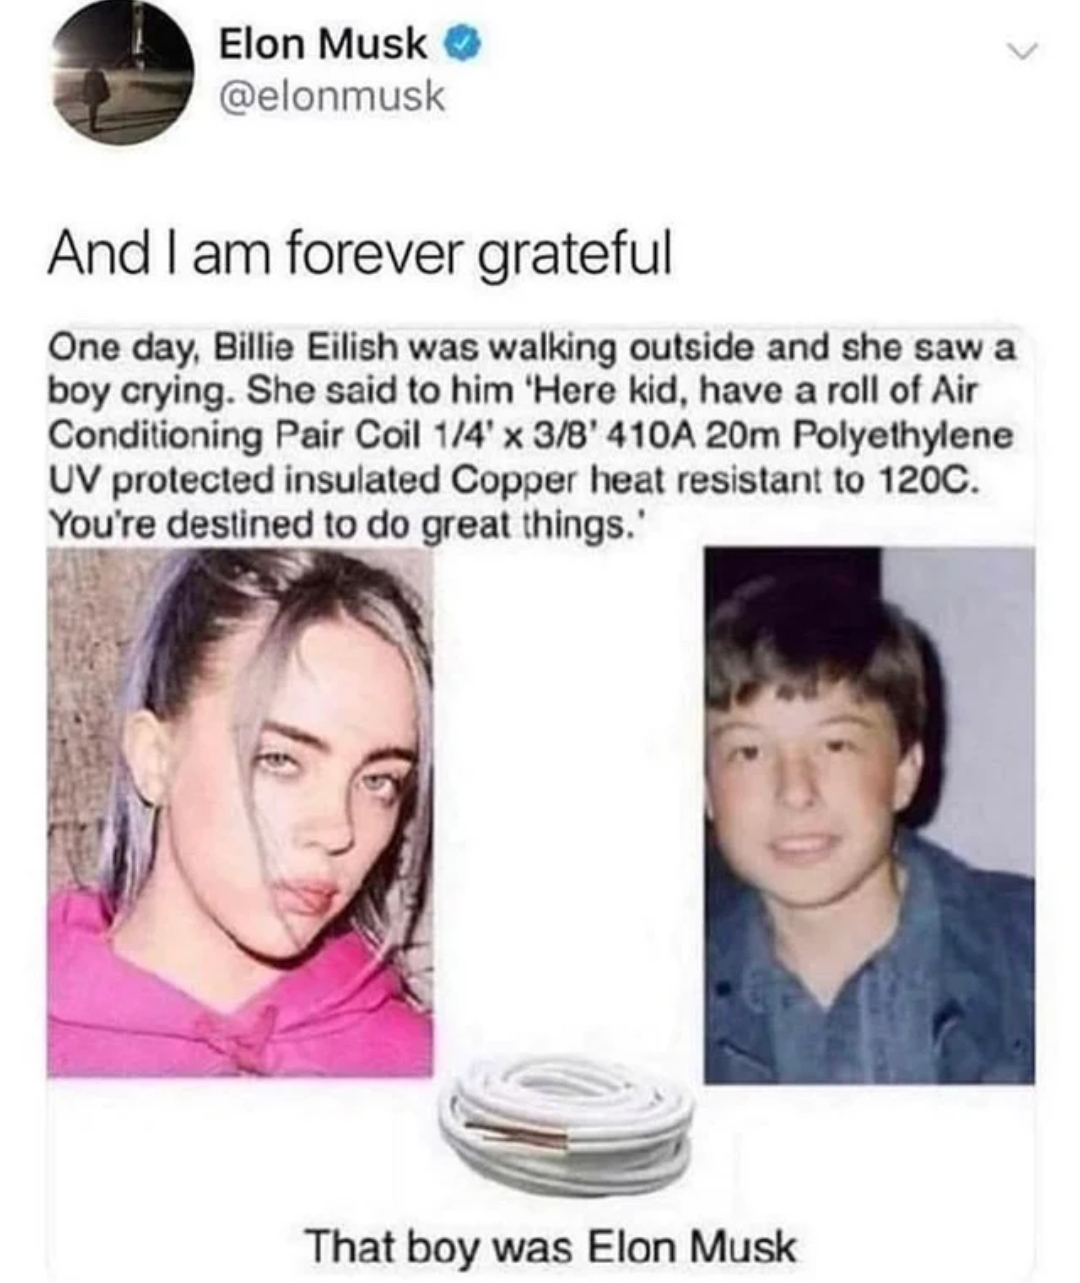 Elon Musk
@elonmusk
And I am forever grateful
One day, Billie Eilish was walking outside and she saw a
boy crying. She said to him 'Here kid, have a roll of Air
Conditioning Pair Coil 1/4' x 3/8' 410A 20m Polyethylene
UV protected insulated Copper heat resistant to 120C.
You're destined to do great things.'
That boy was Elon Musk